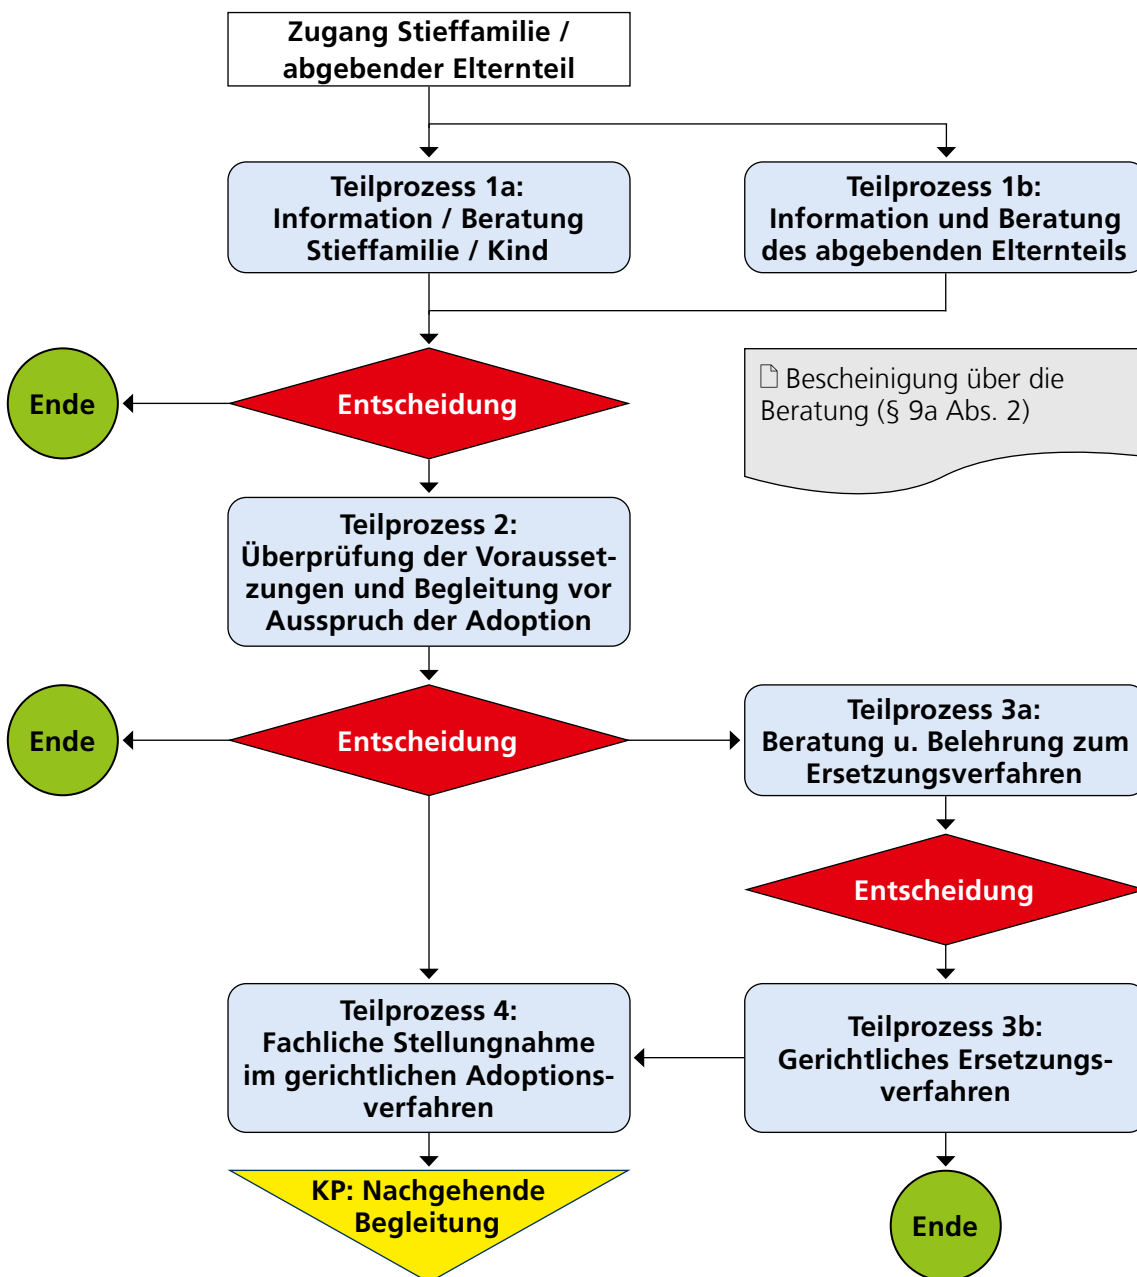 Zugang Stieffamilie /
abgebender Elternteil
Teilprozess 1a:
Information / Beratung
Stieffamilie / Kind
Teilprozess 1b:
Information und Beratung
des abgebenden Elternteils
Ende
Entscheidung
Bescheinigung über die
Beratung (§ 9a Abs. 2)
Teilprozess 2:
Überprüfung der Vorausset-
zungen und Begleitung vor
Ausspruch der Adoption
Ende
Entscheidung
Teilprozess 3a:
Beratung u. Belehrung zum
Ersetzungsverfahren
Entscheidung
Teilprozess 4:
Fachliche Stellungnahme
im gerichtlichen Adoptions-
verfahren
Teilprozess 3b:
Gerichtliches Ersetzungs-
verfahren
KP: Nachgehende
Begleitung
Ende